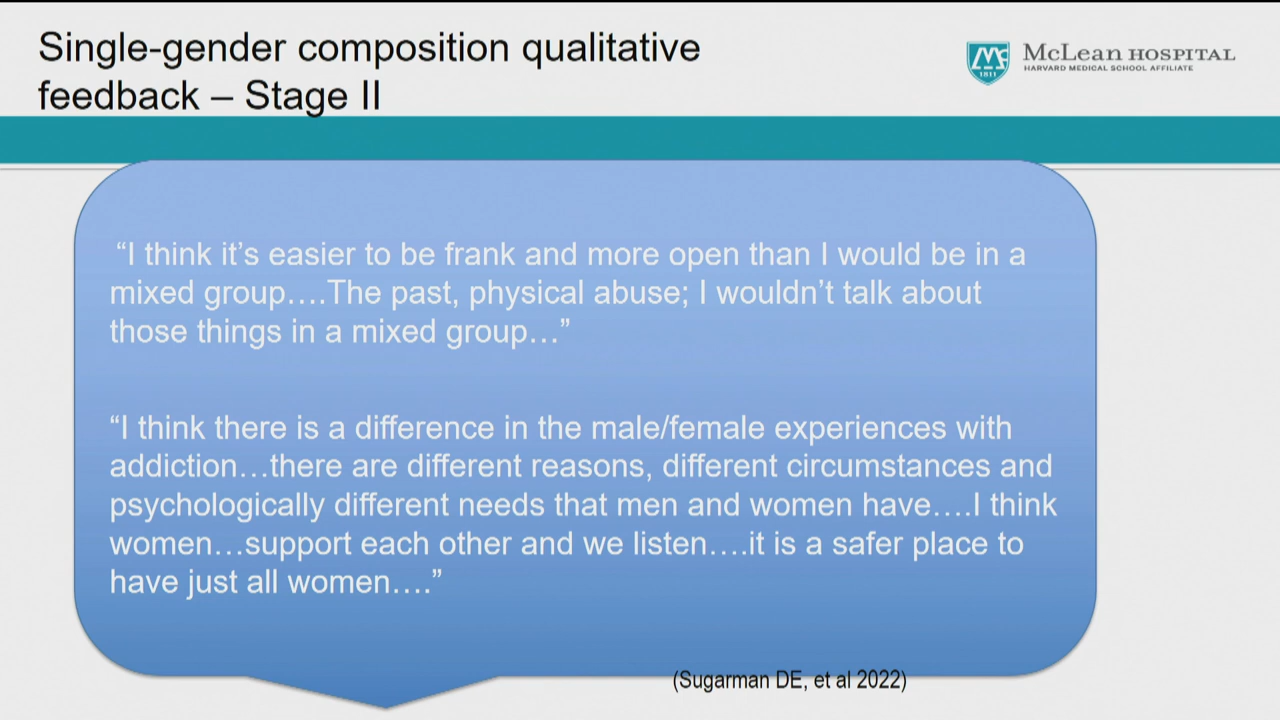 Single-gender composition qualitative
feedback – Stage II
McLean HOSPITAL
HARVARD MEDICAL SCHOOL AFFILIATE
1811
“I think it’s easier to be frank and more open than I would be in a
mixed group….The past, physical abuse; I wouldn’t talk about
those things in a mixed group…”
“I think there is a difference in the male/female experiences with
addiction…there are different reasons, different circumstances and
psychologically different needs that men and women have….I think
women…support each other and we listen….it is a safer place to
have just all women….”
(Sugarman DE, et al 2022)